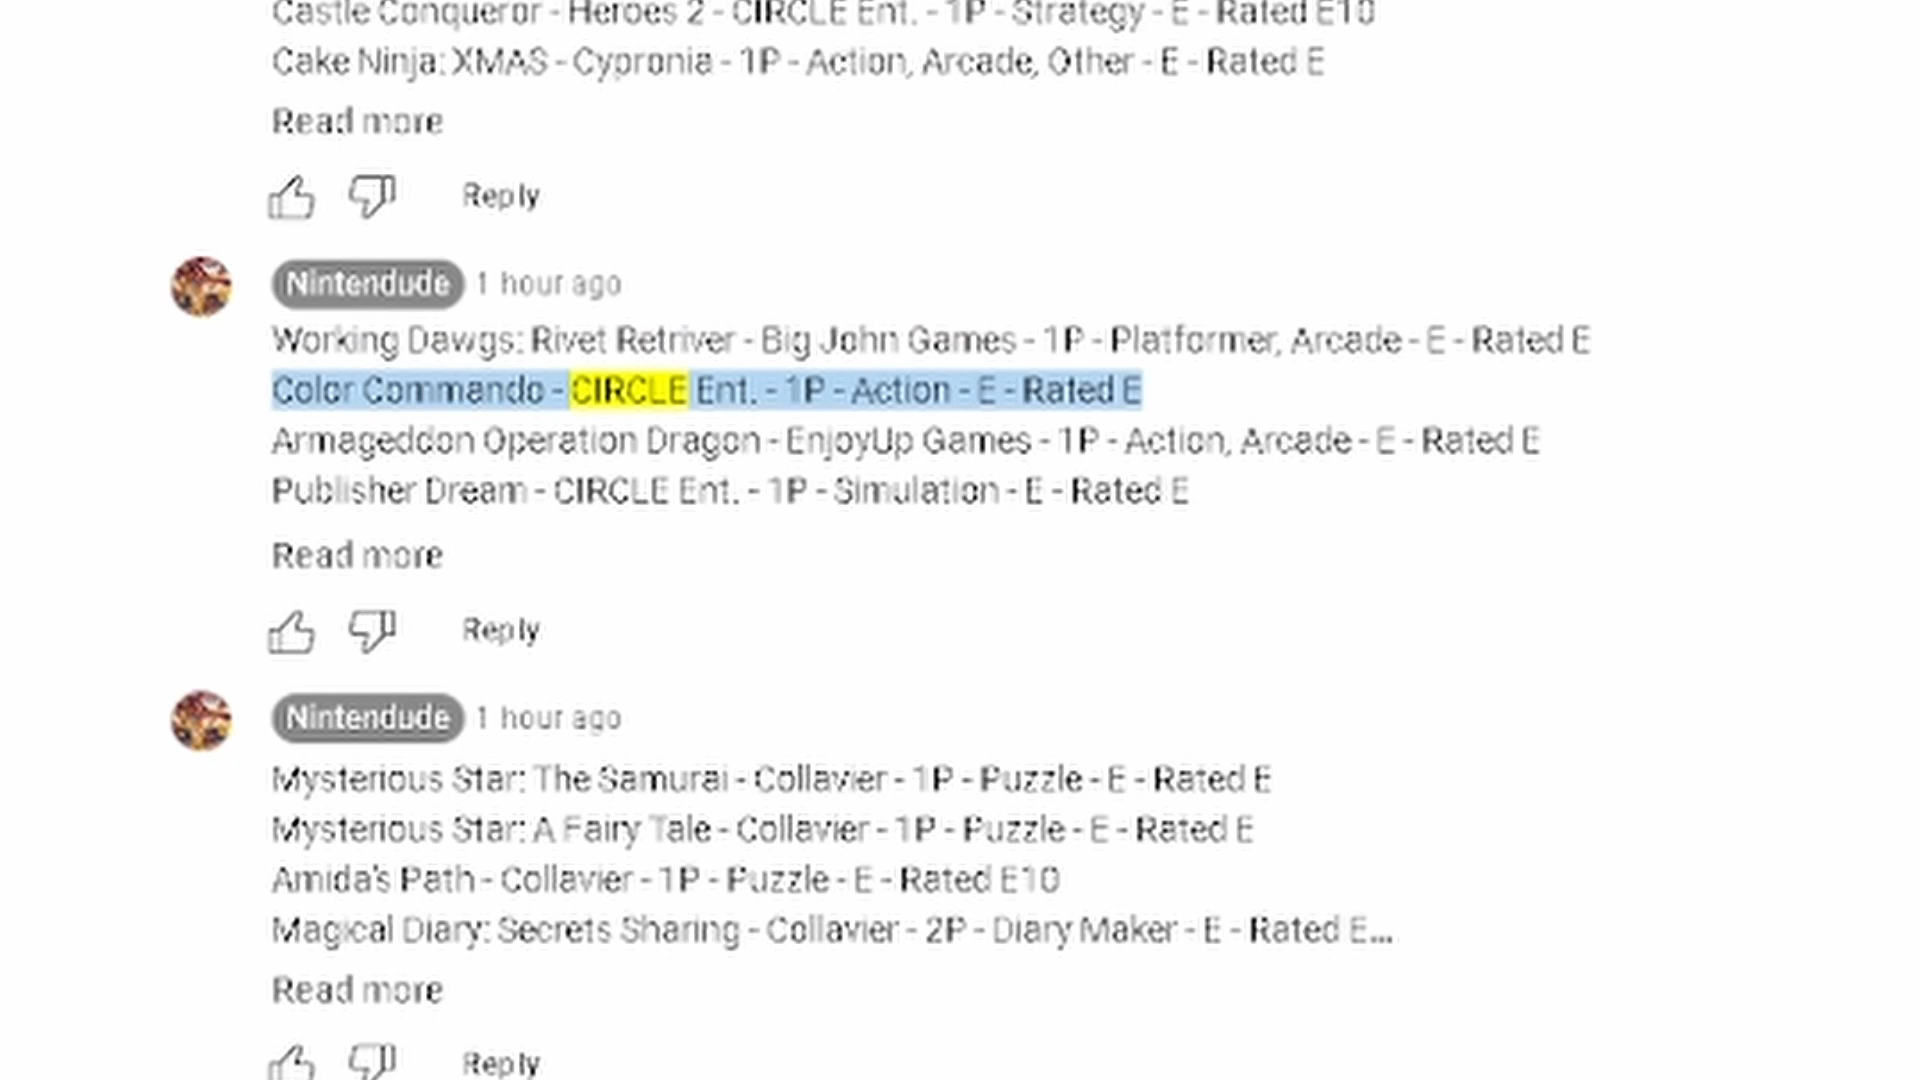 Castle Conqueror - Heroes 2 - CIRCLE Ent. - 1P - Strategy - E - Rated E10
Cake Ninja: XMAS - Cypronia - 1P - Action, Arcade, Other - E - Rated E
Read more
Reply
Nintendude 1 hour ago
Working Dawgs: Rivet Retriver - Big John Games - 1P - Platformer, Arcade - E - Rated E
Color Commando - CIRCLE Ent. - 1P - Action - E - Rated E
Armageddon Operation Dragon - EnjoyUp Games - 1P - Action, Arcade - E - Rated E
Publisher Dream - CIRCLE Ent. - 1P - Simulation - E - Rated E
Read more
Reply
Nintendude 1 hour ago
Mysterious Star: The Samurai - Collavier - 1P - Puzzle - E - Rated E
Mysterious Star: A Fairy Tale - Collavier - 1P - Puzzle - E - Rated E
Amida's Path - Collavier - 1P - Puzzle - E - Rated E10
Magical Diary: Secrets Sharing - Collavier - 2P - Diary Maker - E - Rated E...
Read more
Reply